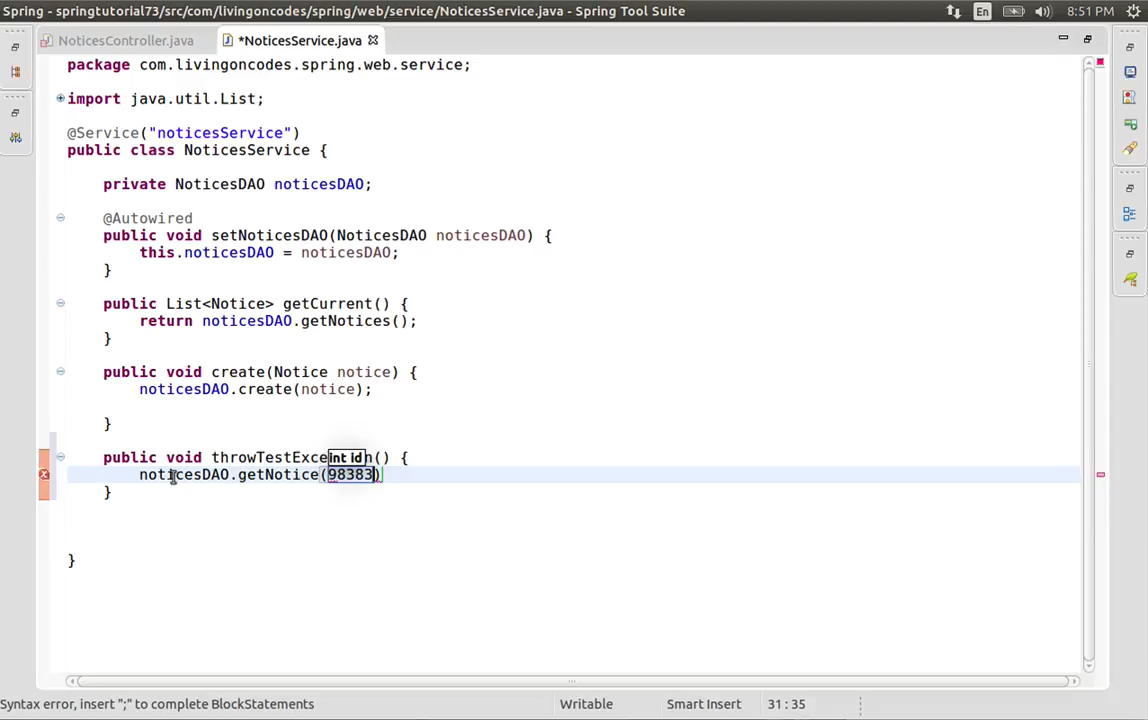 Spring - springtutorial73/src/com/livingoncodes/spring/web/service/NoticesService.java - Spring Tool Suite
En
8:51 PM
NoticesController.java
*NoticesService.java
package com.livingoncodes.spring.web.service;
import java.util.List;
@Service("noticesService")
public class NoticesService {
private NoticesDAO noticesDAO;
@Autowired
public void setNoticesDAO(NoticesDAO noticesDAO) {
this.noticesDAO = noticesDAO;
}
public List<Notice> getCurrent() {
return noticesDAO.getNotices();
}
public void create(Notice notice) {
noticesDAO.create(notice);
}
public void throwTestExce int id n() {
noticesDAO.getNotice(98383)
}
}
Syntax error, insert ";" to complete BlockStatements
Writable
Smart Insert
31 : 35